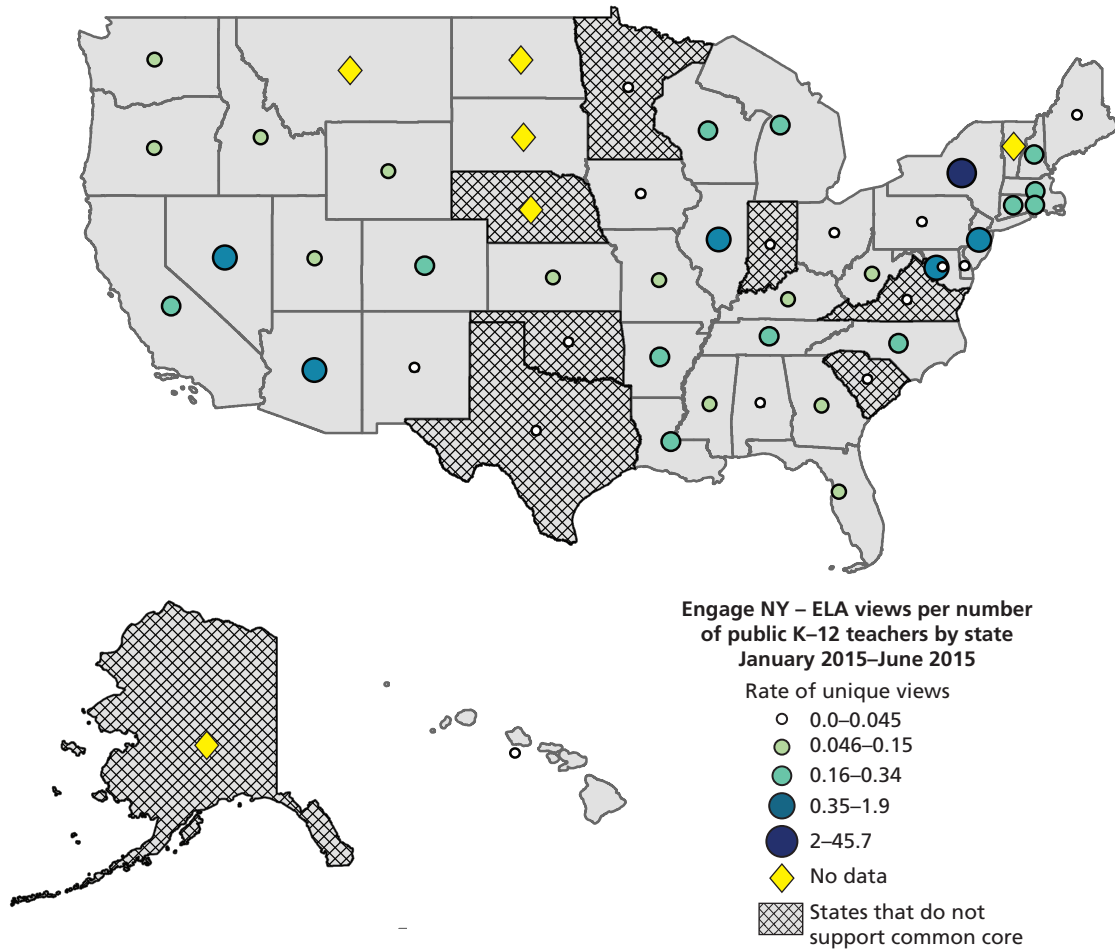 Engage NY – ELA views per number
of public K–12 teachers by state
January 2015–June 2015
Rate of unique views
0.0–0.045
0.046–0.15
0.16–0.34
0.35–1.9
2–45.7
No data
States that do not
support common core